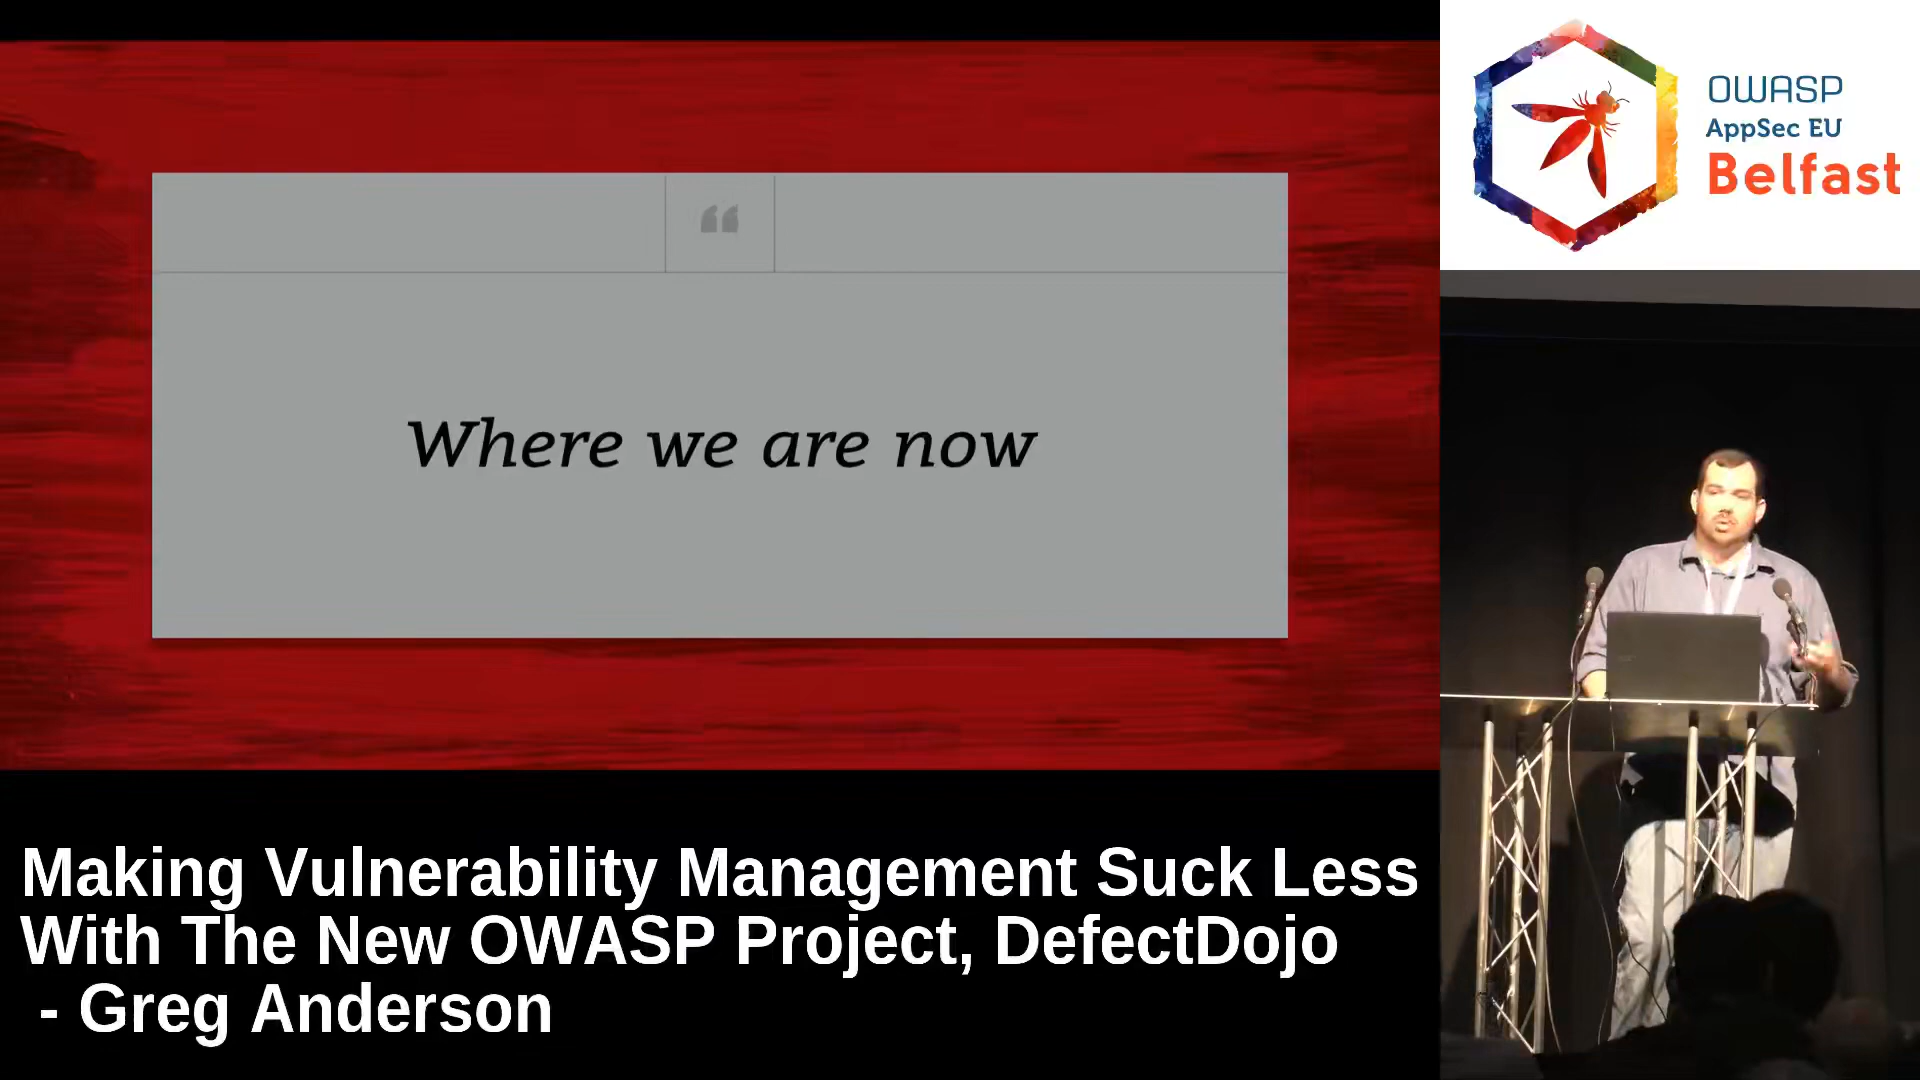 “
Where we are now
OWASP
AppSec EU
Belfast
Making Vulnerability Management Suck Less
With The New OWASP Project, DefectDojo
- Greg Anderson